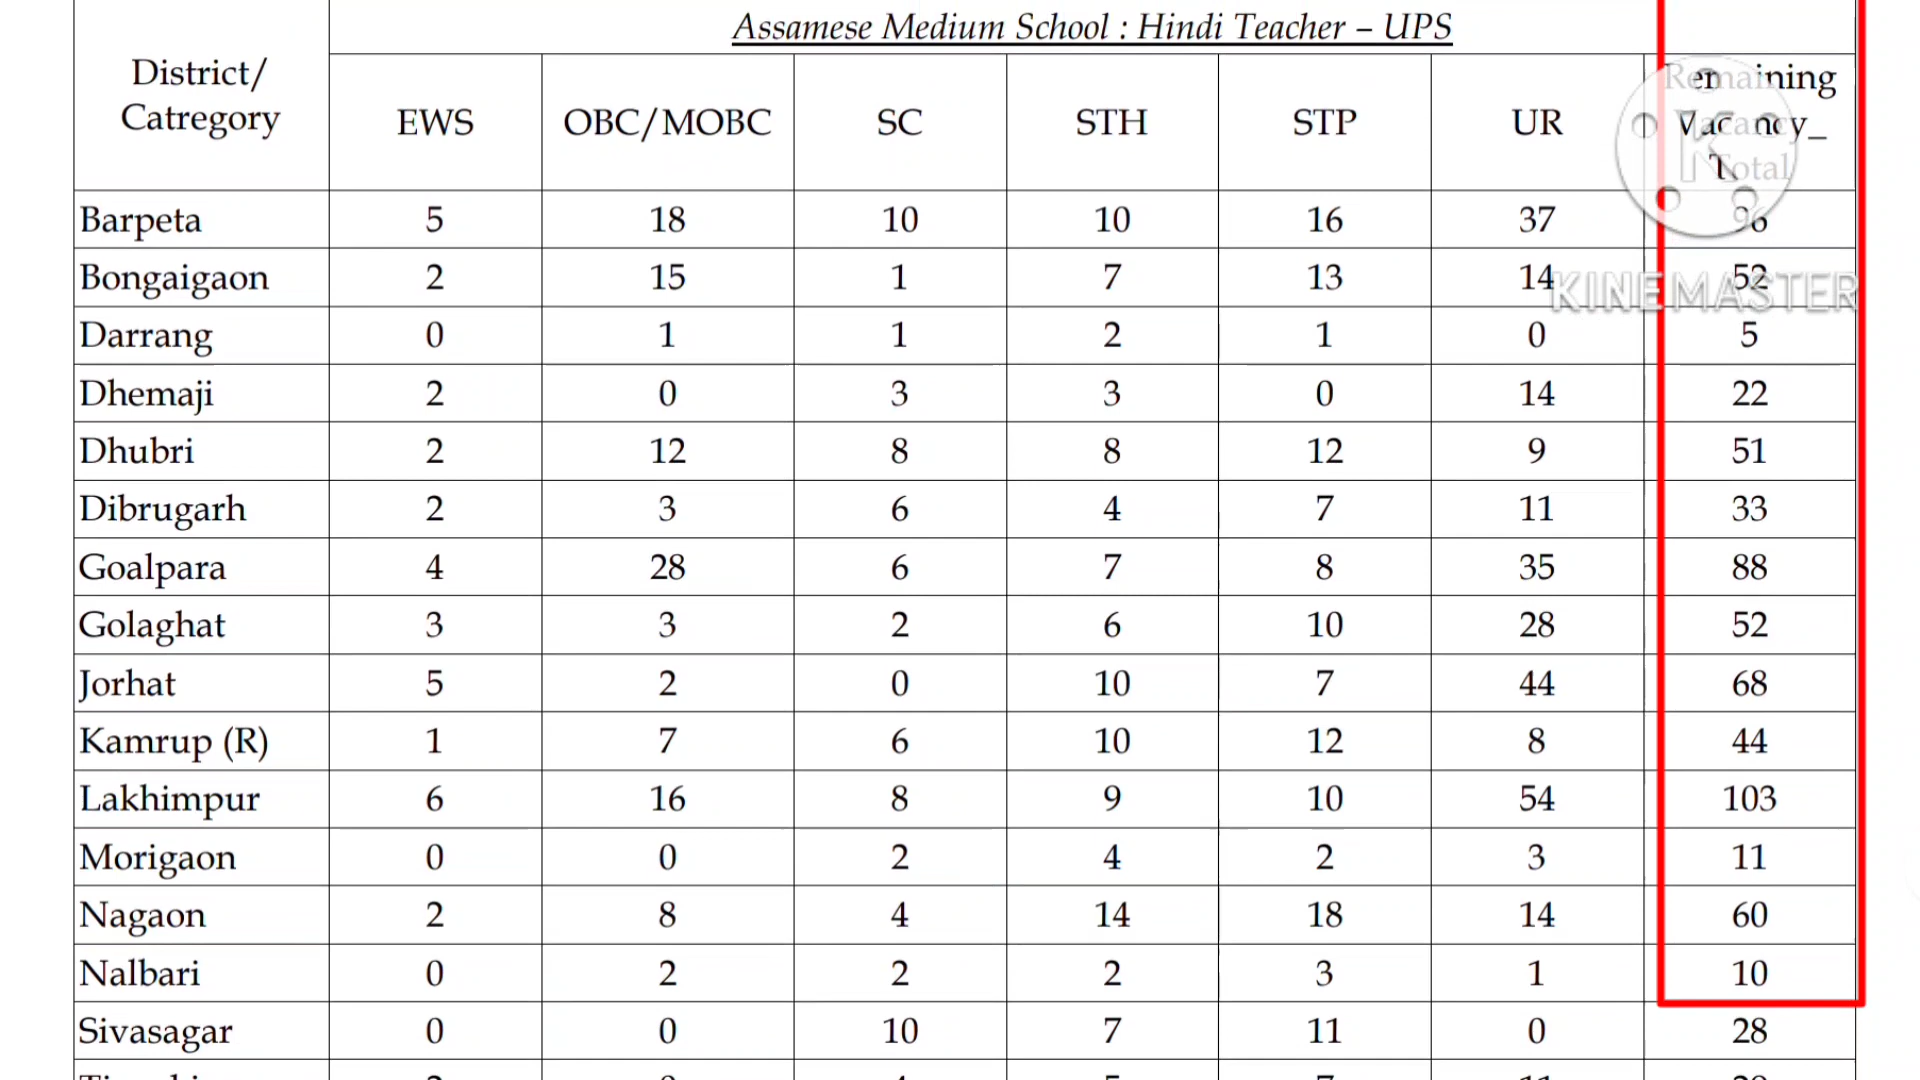 Assamese Medium School : Hindi Teacher – UPS
District/ Catregory EWS OBC/MOBC SC STH STP UR Remaining Vacancy_ Total
Barpeta 5 18 10 10 16 37 96
Bongaigaon 2 15 1 7 13 14 52
KINEMASTER
Darrang 0 1 1 2 1 0 5
Dhemaji 2 0 3 3 0 14 22
Dhubri 2 12 8 8 12 9 51
Dibrugarh 2 3 6 4 7 11 33
Goalpara 4 28 6 7 8 35 88
Golaghat 3 3 2 6 10 28 52
Jorhat 5 2 0 10 7 44 68
Kamrup (R) 1 7 6 10 12 8 44
Lakhimpur 6 16 8 9 10 54 103
Morigaon 0 0 2 4 2 3 11
Nagaon 2 8 4 14 18 14 60
Nalbari 0 2 2 2 3 1 10
Sivasagar 0 0 10 7 11 0 28